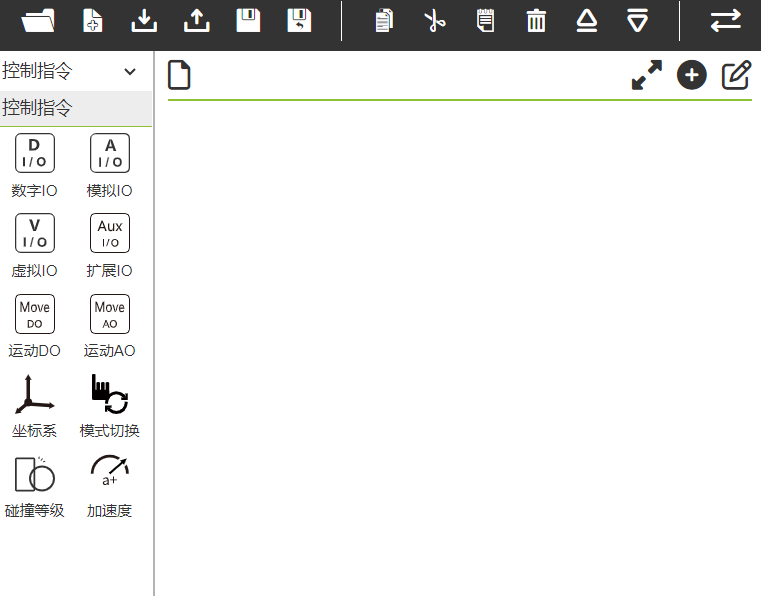 控制指令
控制指令
D
I/O
A
I/O
数字IO
模拟IO
V
I/O
Aux
I/O
虚拟IO
扩展IO
Move
DO
Move
AO
运动DO
运动AO
坐标系
模式切换
a+
碰撞等级
加速度